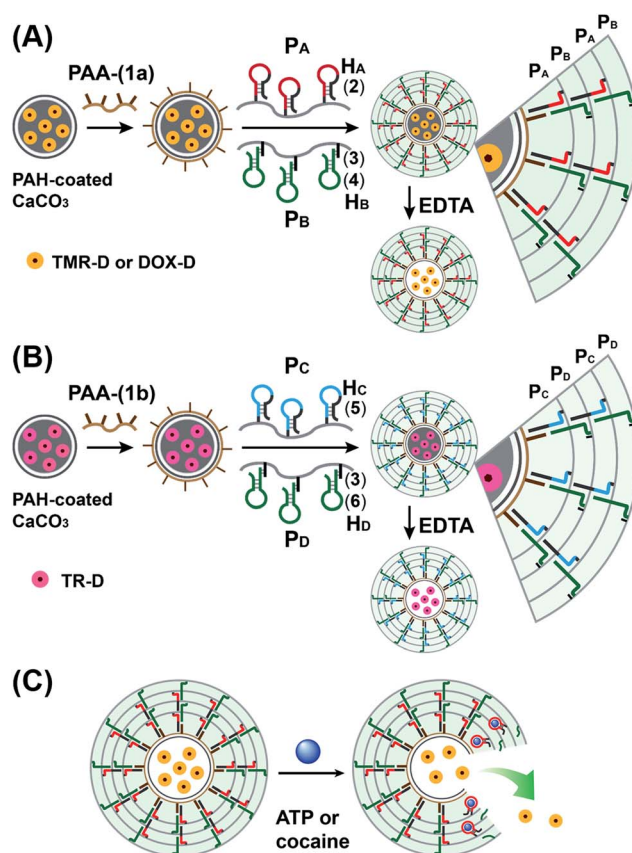 (A)
PAA-(1a)
PAH-coated
CaCO₃
TMR-D or DOX-D
PA
HA
(2)
(3)
(4)
HB
PB
EDTA
PA
PB
PA
PB
(B)
PAA-(1b)
PAH-coated
CaCO₃
TR-D
PC
HC
(5)
(3)
(6)
HD
PD
EDTA
PC
PD
PC
PD
(C)
ATP or
cocaine